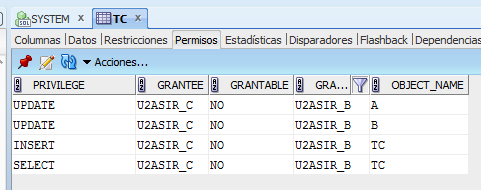 SYSTEM TC
Columnas Datos Restricciones Permisos Estadísticas Disparadores Flashback Dependencias
Acciones...
PRIVILEGE GRANTEE GRANTABLE GRA... OBJECT_NAME
UPDATE U2ASIR_C NO U2ASIR_B A
UPDATE U2ASIR_C NO U2ASIR_B B
INSERT U2ASIR_C NO U2ASIR_B TC
SELECT U2ASIR_C NO U2ASIR_B TC